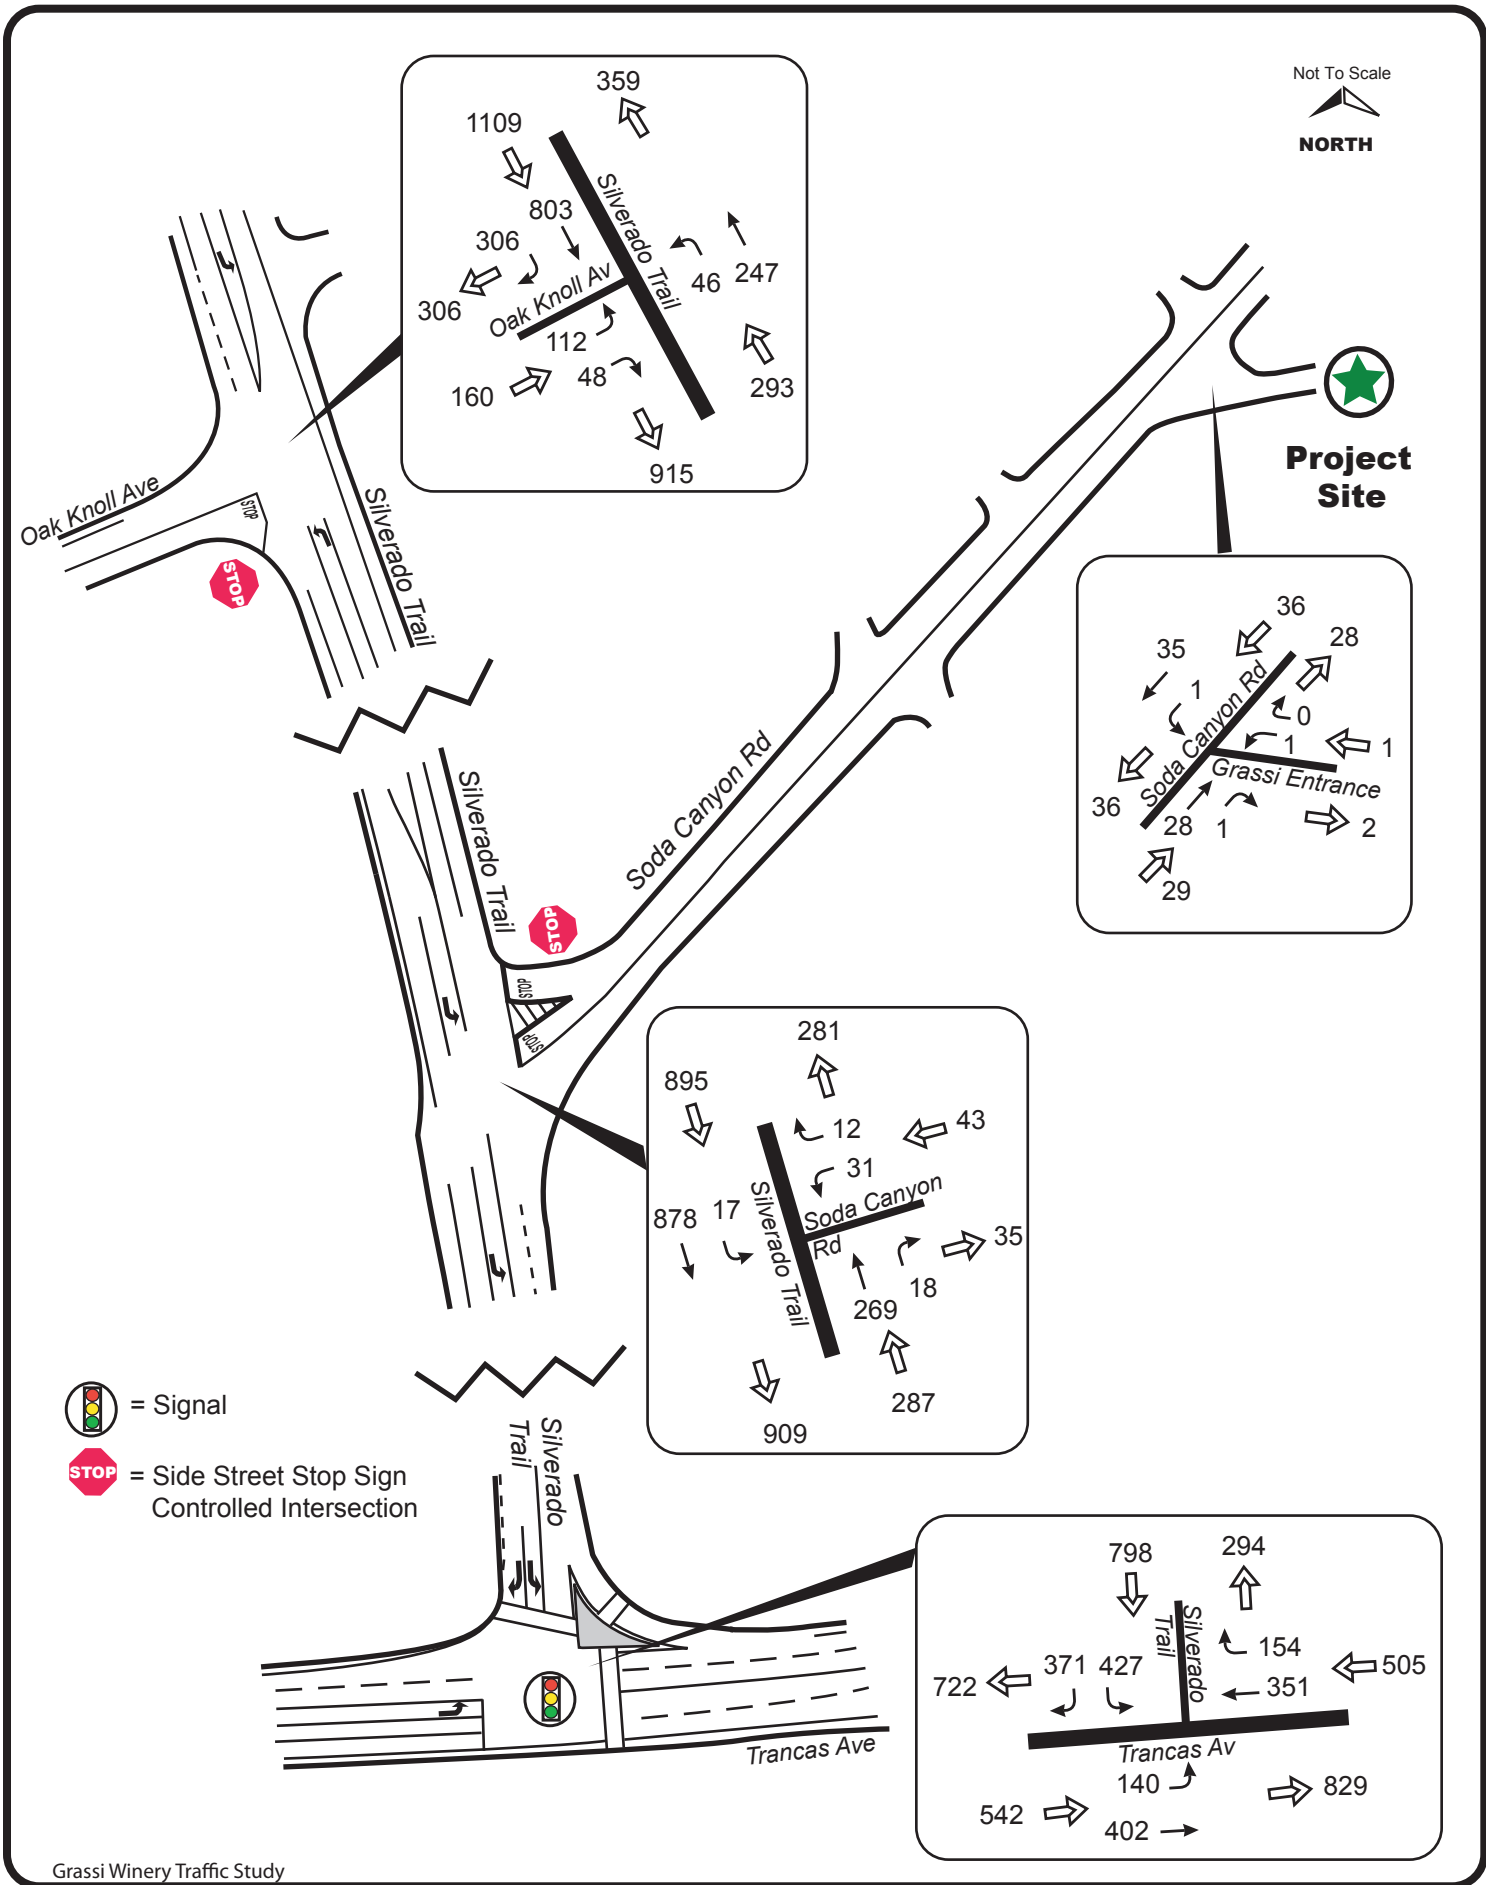 Not To Scale
NORTH
359
1109
803
Silverado Trail
306
306
Oak Knoll Av
46
247
112
48
160
293
915
Oak Knoll Ave
STOP
STOP
Silverado Trail
Project
Site
36
28
35
1
Soda Canyon Rd
0
1
1
Grassi Entrance
36
28
1
2
29
Silverado Trail
Soda Canyon Rd
STOP
STOP
STOP
281
895
12
43
31
Soda Canyon
Rd
878
17
Silverado Trail
35
18
269
287
909
= Signal
STOP
= Side Street Stop Sign
Controlled Intersection
Silverado
Trail
Trancas Ave
798
294
Silverado
Trail
154
371
427
505
722
351
Trancas Av
140
829
542
402
Grassi Winery Traffic Study